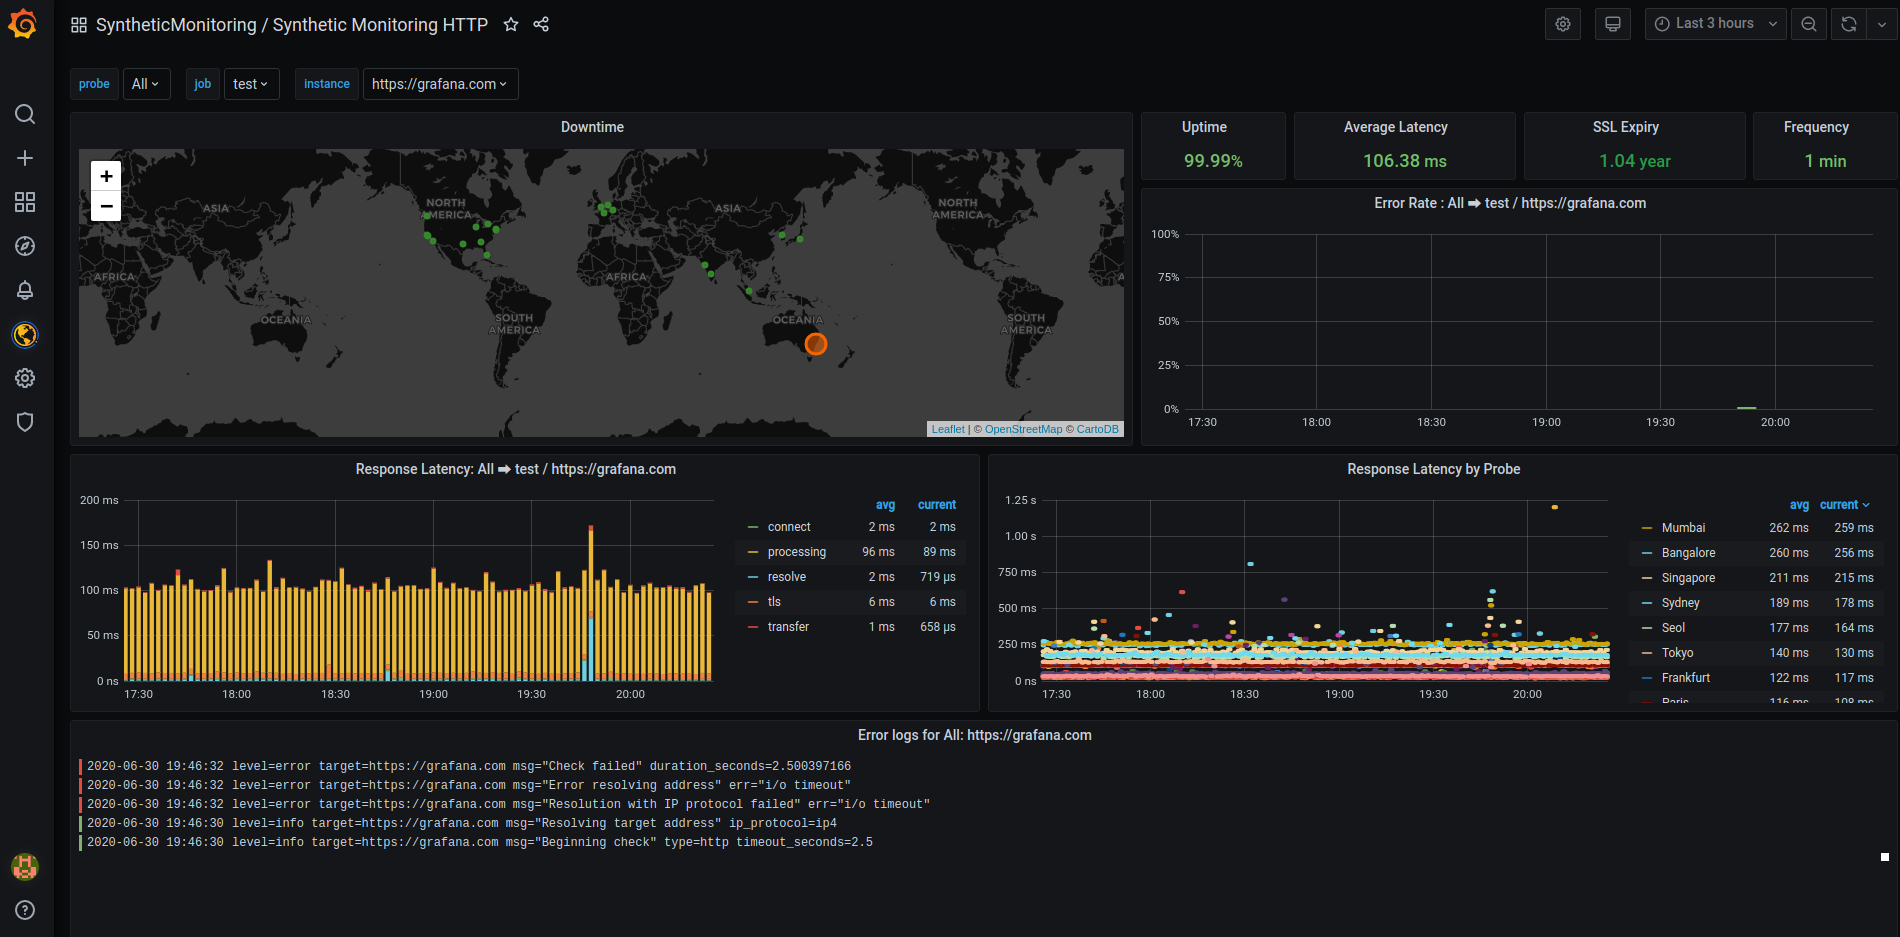 SyntheticMonitoring / Synthetic Monitoring HTTP
Last 3 hours
probe All job test instance https://grafana.com
Downtime
+
−
ASIA
NORTH
AMERICA
ASIA
NORTH
AMERICA
AFRICA
AFRICA
OCEANIA
SOUTH
AMERICA
OCEANIA
SOUTH
AMERICA
Leaflet | © OpenStreetMap © CartoDB
Uptime
99.99%
Average Latency
106.38 ms
SSL Expiry
1.04 year
Frequency
1 min
Error Rate : All ➡ test / https://grafana.com
100%
75%
50%
25%
0%
17:30 18:00 18:30 19:00 19:30 20:00
Response Latency: All ➡ test / https://grafana.com
200 ms
150 ms
100 ms
50 ms
0 ns
17:30 18:00 18:30 19:00 19:30 20:00
avg current
connect 2 ms 2 ms
processing 96 ms 89 ms
resolve 2 ms 719 µs
tls 6 ms 6 ms
transfer 1 ms 658 µs
Response Latency by Probe
1.25 s
1.00 s
750 ms
500 ms
250 ms
0 ns
17:30 18:00 18:30 19:00 19:30 20:00
avg current
Mumbai 262 ms 259 ms
Bangalore 260 ms 256 ms
Singapore 211 ms 215 ms
Sydney 189 ms 178 ms
Seol 177 ms 164 ms
Tokyo 140 ms 130 ms
Frankfurt 122 ms 117 ms
Paris 116 ms 108 ms
Error logs for All: https://grafana.com
2020-06-30 19:46:32 level=error target=https://grafana.com msg="Check failed" duration_seconds=2.500397166
2020-06-30 19:46:32 level=error target=https://grafana.com msg="Error resolving address" err="i/o timeout"
2020-06-30 19:46:32 level=error target=https://grafana.com msg="Resolution with IP protocol failed" err="i/o timeout"
2020-06-30 19:46:30 level=info target=https://grafana.com msg="Resolving target address" ip_protocol=ip4
2020-06-30 19:46:30 level=info target=https://grafana.com msg="Beginning check" type=http timeout_seconds=2.5